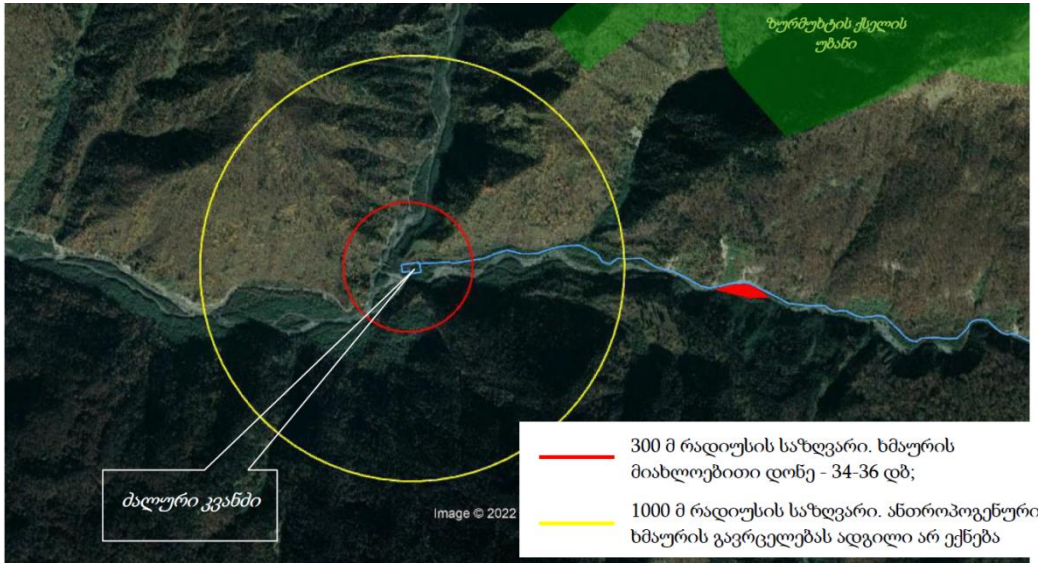 ზურმუხტის ქსელის
უბანი
ძალური კვანძი
Image © 2022
300 მ რადიუსის საზღვარი. ხმაურის
მიახლოებითი დონე - 34-36 დბ;
1000 მ რადიუსის საზღვარი. ანთროპოგენური
ხმაურის გავრცელებას ადგილი არ ექნება